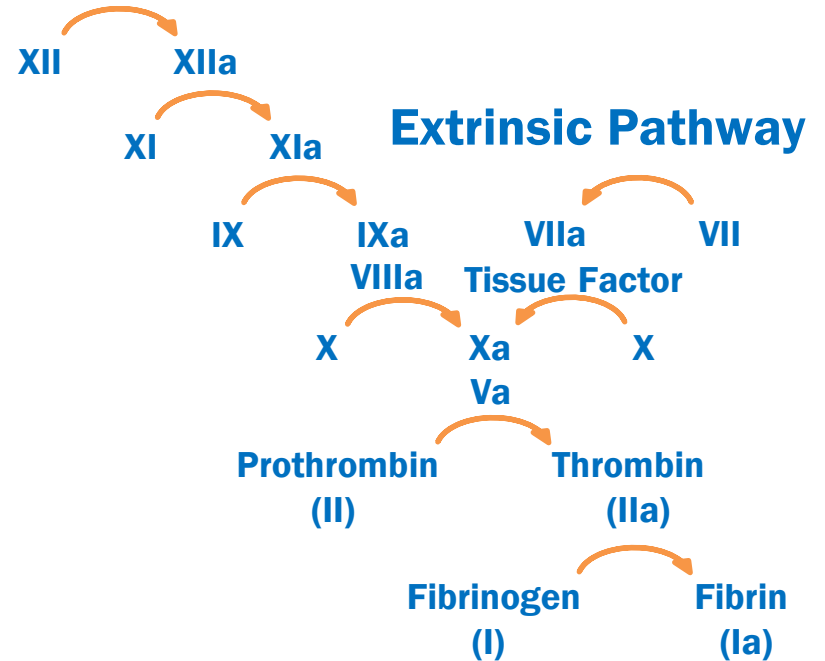 XII XIIa
Extrinsic Pathway
XI XIa
IX IXa VIIa VII
VIIIa Tissue Factor
X Xa X
Va
Prothrombin Thrombin
(II) (IIa)
Fibrinogen Fibrin
(I) (Ia)